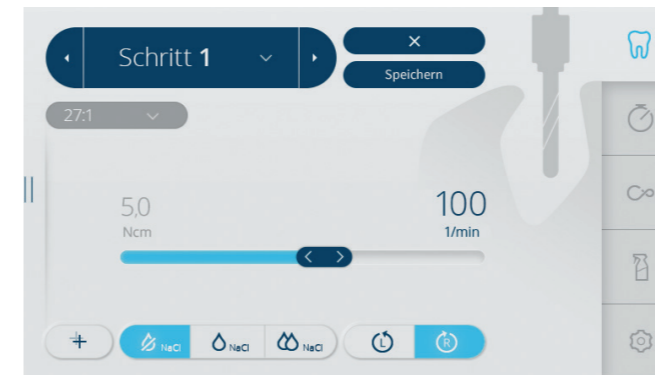 Schritt 1
×
Speichern
27:1
5,0
Ncm
100
1/min
NaCl
NaCl
NaCl
L
R